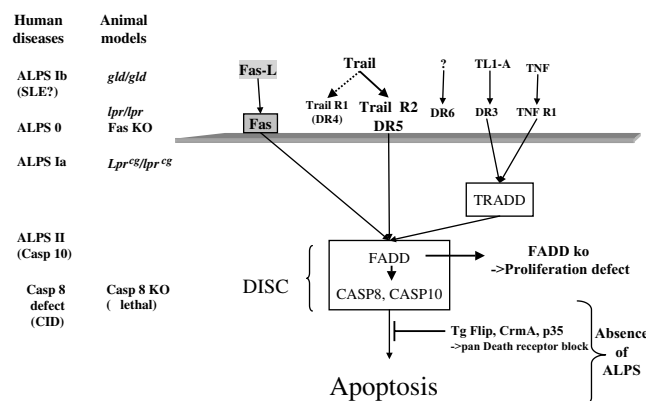 Human
diseases
Animal
models
ALPS Ib
(SLE?)
gld/gld
lpr/lpr
ALPS 0
Fas KO
ALPS Ia
Lpr^cg/lpr^cg
ALPS II
(Casp 10)
Casp 8
defect
(CID)
Casp 8 KO
( lethal)
Fas-L
Fas
Trail
Trail R1
(DR4)
Trail R2
DR5
?
DR6
TL1-A
DR3
TNF
TNF R1
TRADD
DISC
FADD
CASP8, CASP10
FADD ko
->Proliferation defect
Tg Flip, CrmA, p35
->pan Death receptor block
Absence
of
ALPS
Apoptosis